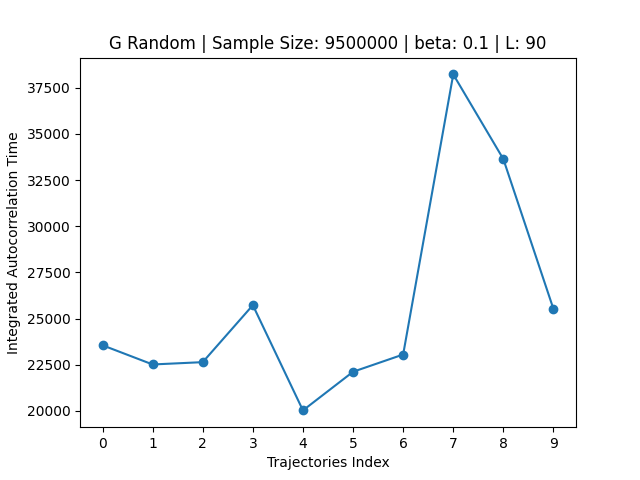 G Random | Sample Size: 9500000 | beta: 0.1 | L: 90
Integrated Autocorrelation Time
37500
35000
32500
30000
27500
25000
22500
20000
0 1 2 3 4 5 6 7 8 9
Trajectories Index